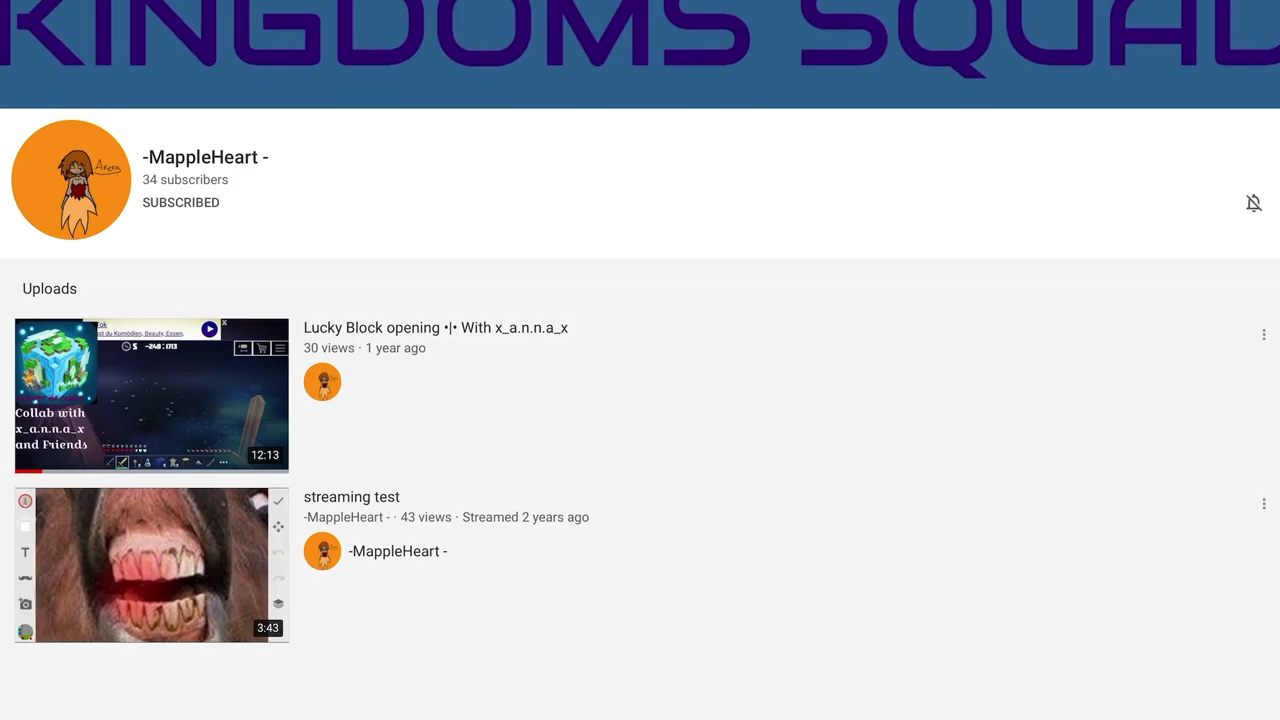 KINGDOMS SQUAD
-MappleHeart -
34 subscribers
SUBSCRIBED
Uploads
Lucky Block opening •|• With x_a.n.n.a_x
30 views · 1 year ago
Collab with
x_a.n.n.a_x
and Friends
12:13
streaming test
-MappleHeart - · 43 views · Streamed 2 years ago
-MappleHeart -
T
3:43